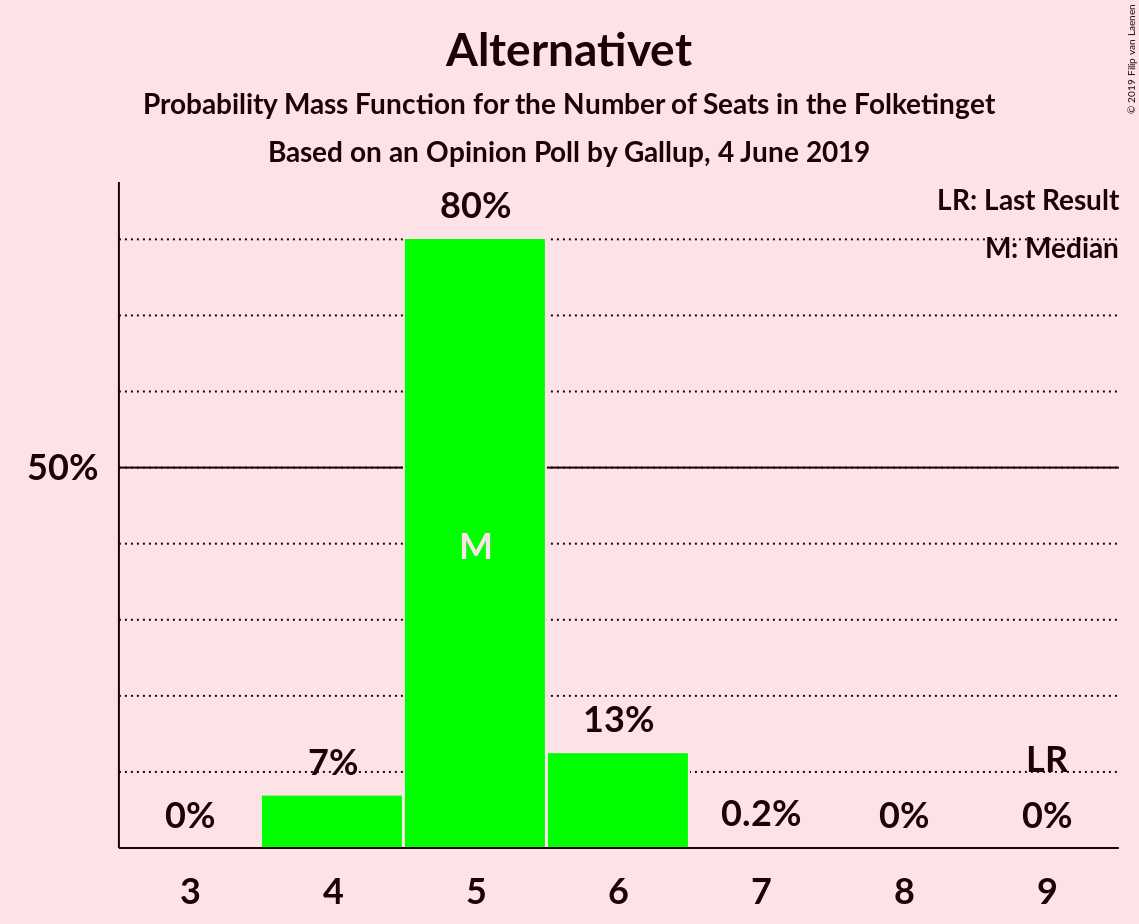 Alternativet
Probability Mass Function for the Number of Seats in the Folketinget
Based on an Opinion Poll by Gallup, 4 June 2019
© 2019 Filip van Laenen
LR: Last Result
M: Median
80%
50%
M
13%
7%
LR
0%
0.2%
0%
0%
3 4 5 6 7 8 9